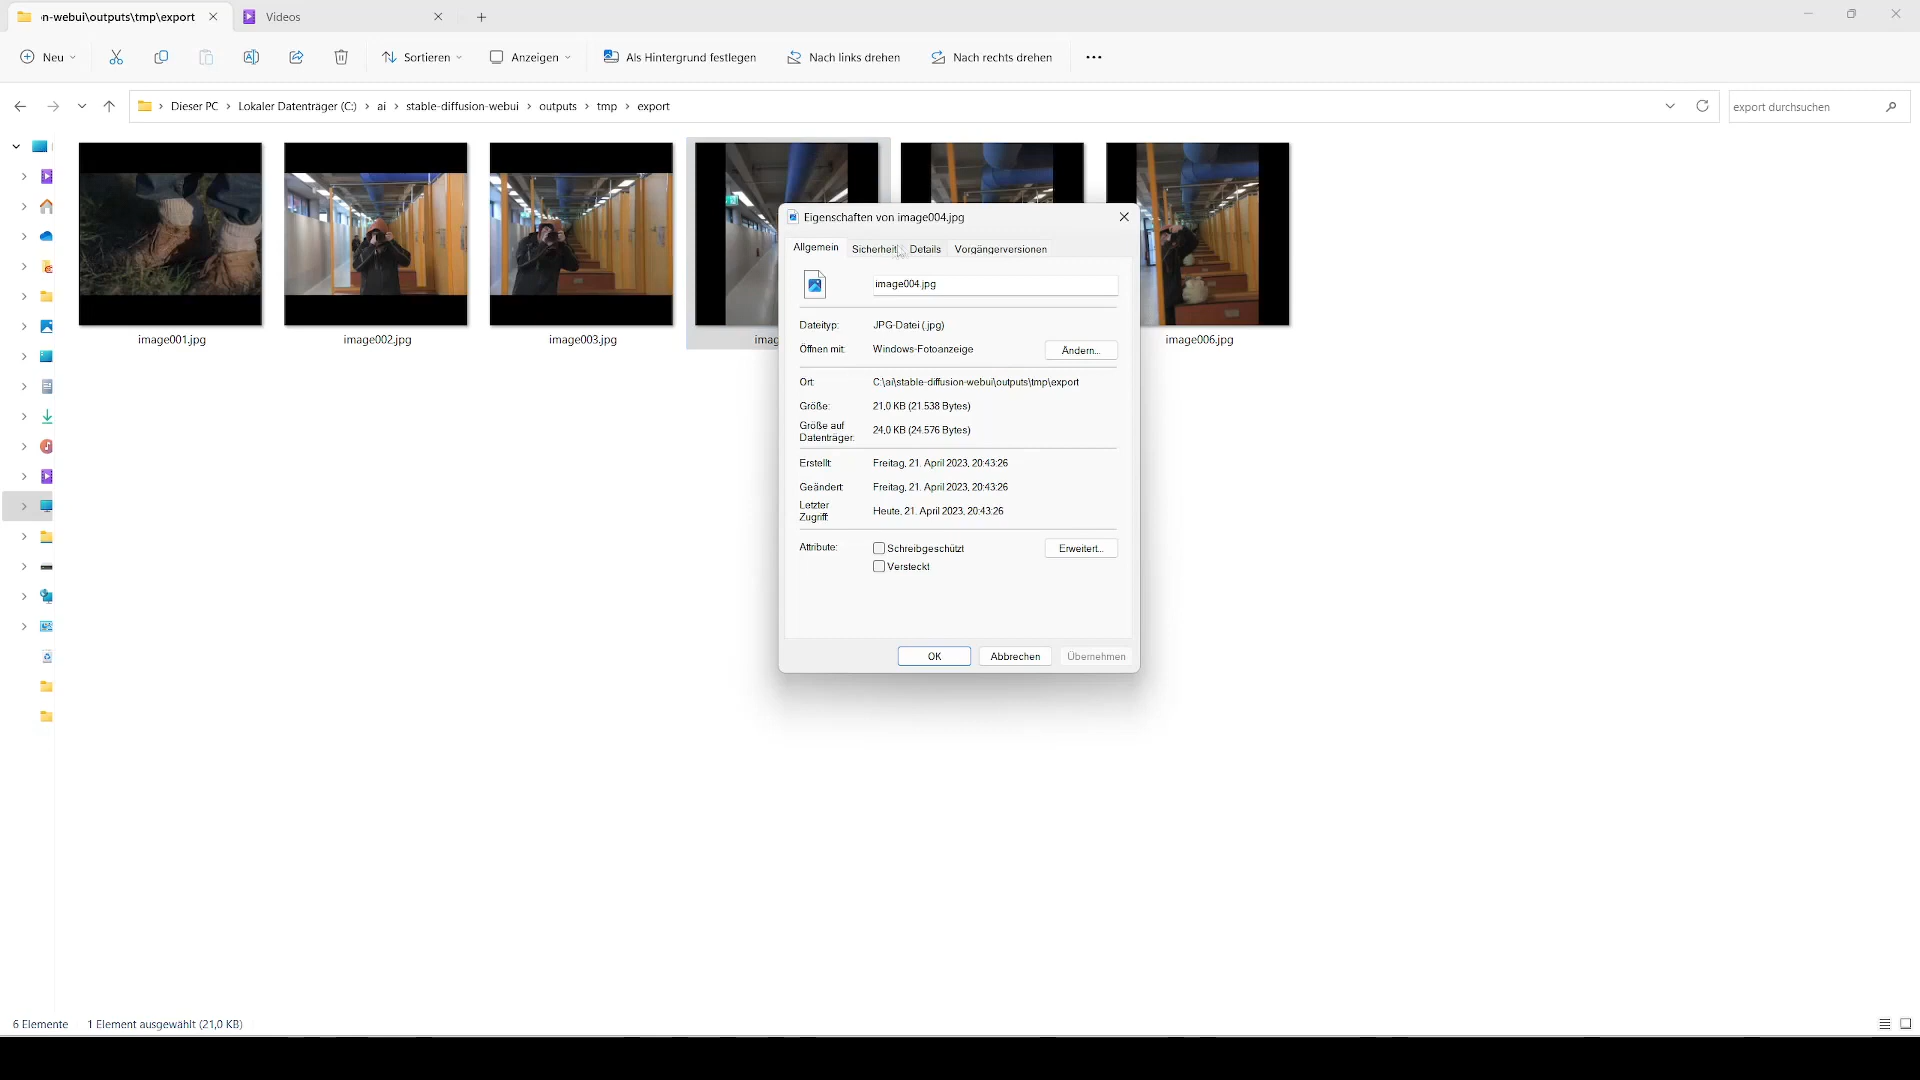 n-webui\outputs\tmp\export
Videos
Neu
Sortieren
Anzeigen
Als Hintergrund festlegen
Nach links drehen
Nach rechts drehen
Dieser PC
Lokaler Datenträger (C:)
ai
stable-diffusion-webui
outputs
tmp
export
export durchsuchen
image001.jpg
image002.jpg
image003.jpg
imag
image006.jpg
Eigenschaften von image004.jpg
Allgemein
Sicherheit
Details
Vorgängerversionen
image004.jpg
Dateityp: JPG-Datei (.jpg)
Öffnen mit: Windows-Fotoanzeige
Ändern...
Ort: C:\ai\stable-diffusion-webui\outputs\tmp\export
Größe: 21,0 KB (21.538 Bytes)
Größe auf Datenträger: 24,0 KB (24.576 Bytes)
Erstellt: Freitag, 21. April 2023, 20:43:26
Geändert: Freitag, 21. April 2023, 20:43:26
Letzter Zugriff: Heute, 21. April 2023, 20:43:26
Attribute:
Schreibgeschützt
Erweitert...
Versteckt
OK
Abbrechen
Übernehmen
6 Elemente
1 Element ausgewählt (21,0 KB)